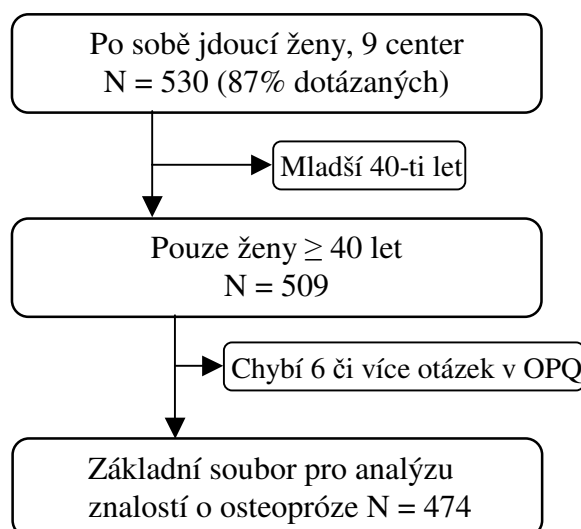 Po sobě jdoucí ženy, 9 center
N = 530 (87% dotázaných)
Mladší 40-ti let
Pouze ženy ≥ 40 let
N = 509
Chybí 6 či více otázek v OPQ
Základní soubor pro analýzu
znalostí o osteopróze N = 474